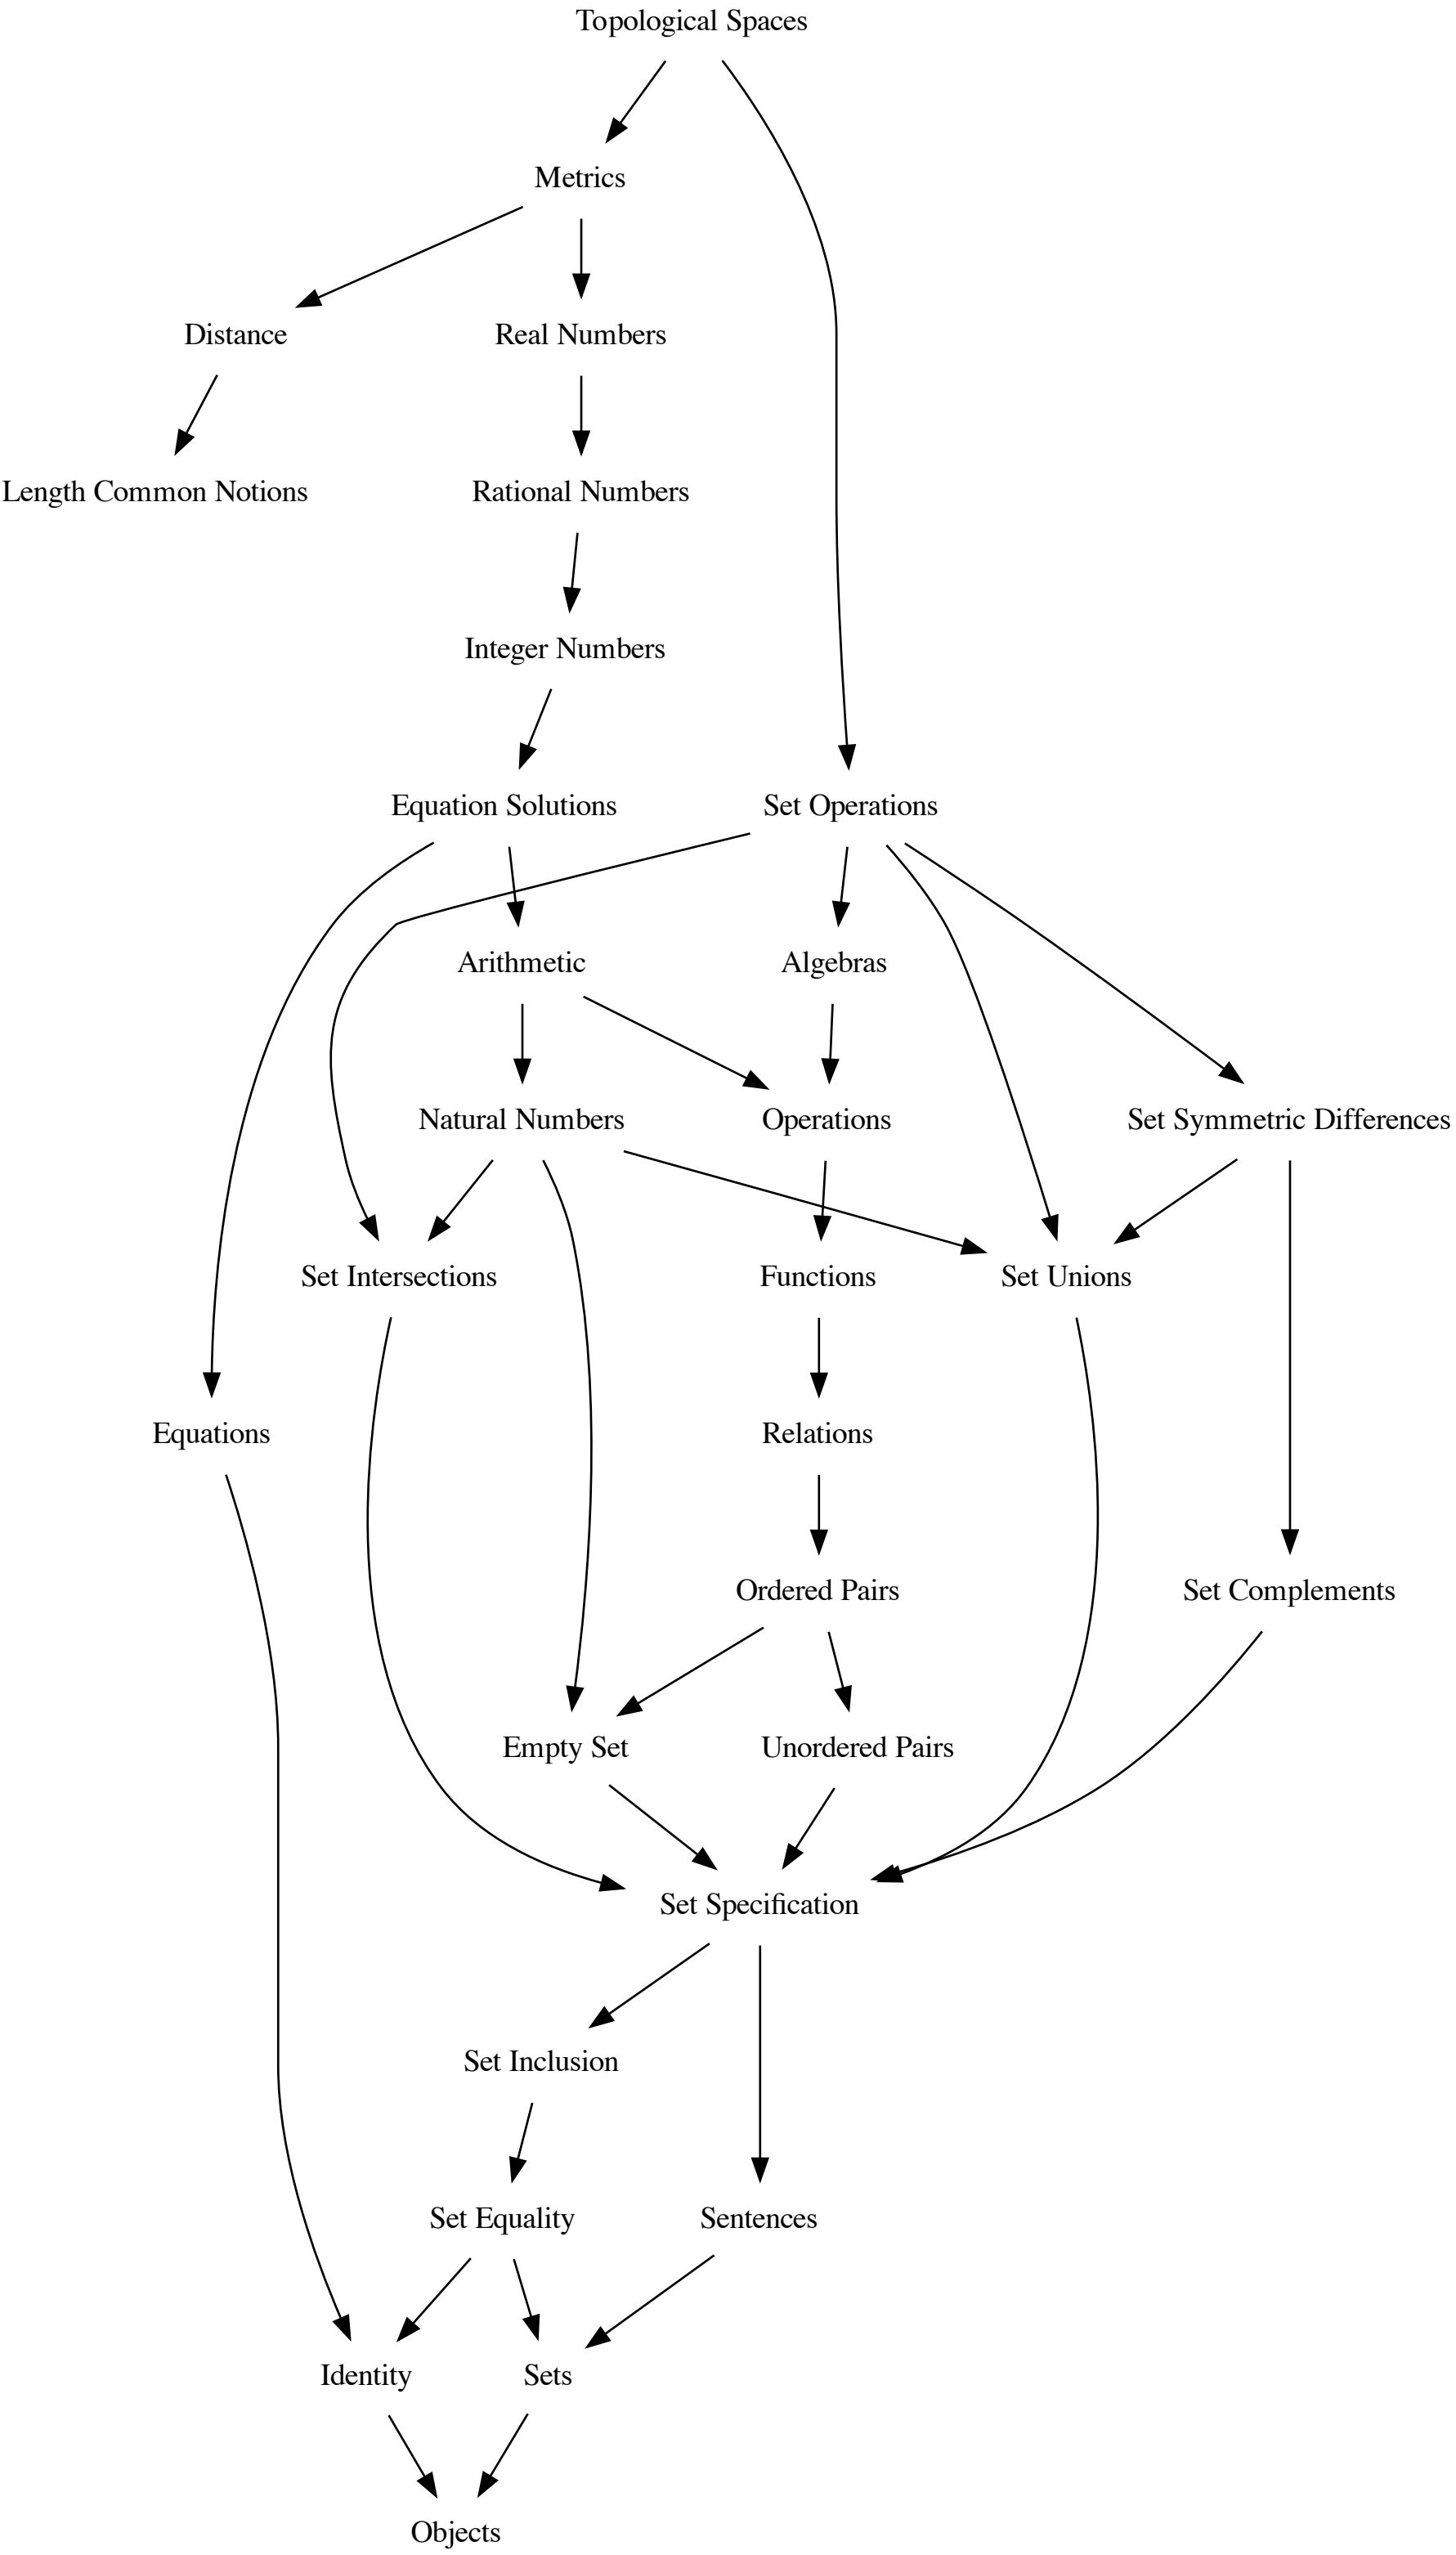 Topological Spaces
Metrics
Distance
Real Numbers
Length Common Notions
Rational Numbers
Integer Numbers
Equation Solutions
Set Operations
Arithmetic
Algebras
Natural Numbers
Operations
Set Symmetric Differences
Set Intersections
Functions
Set Unions
Equations
Relations
Ordered Pairs
Set Complements
Empty Set
Unordered Pairs
Set Specification
Set Inclusion
Set Equality
Sentences
Identity
Sets
Objects